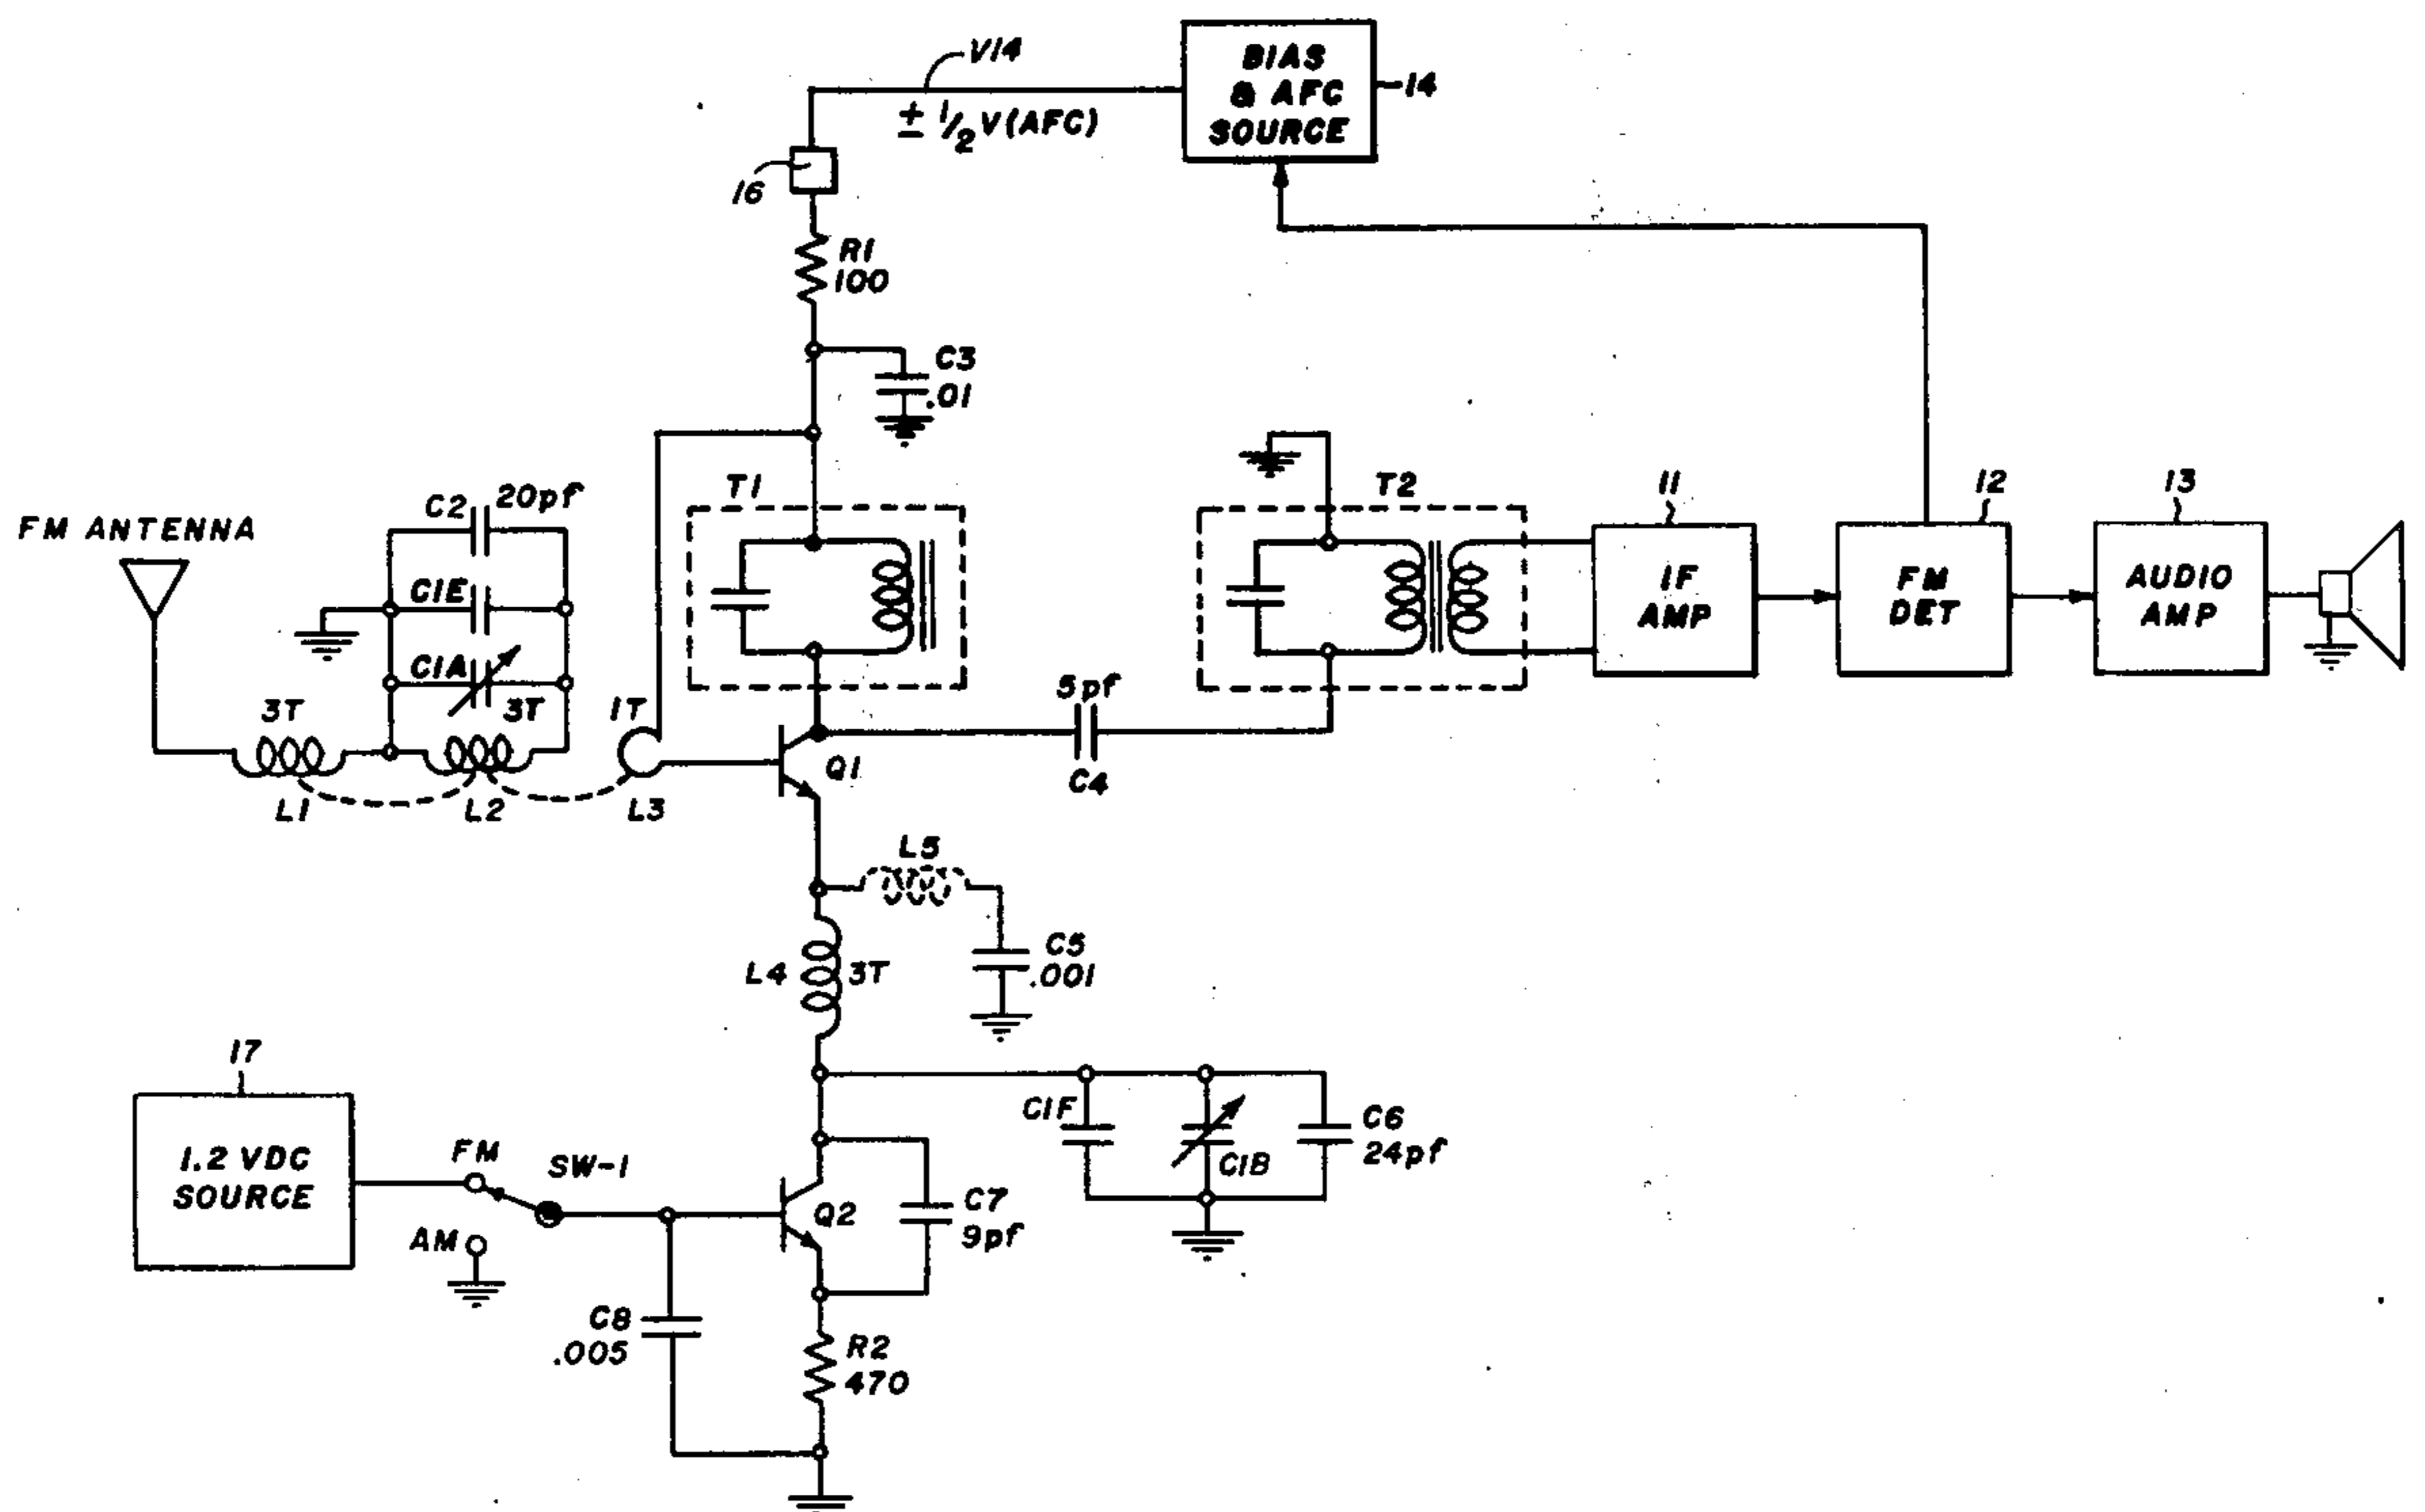 V14
BIAS
& AFC
SOURCE
14
± 1/2 V(AFC)
16
R1
100
C3
.01
T1
T2
11
12
13
FM ANTENNA
C2
20pf
C1E
C1A
3T
3T
1T
L1
L2
L3
Q1
5pf
C4
IF
AMP
FM
DET
AUDIO
AMP
L5
L4
3T
C5
.001
17
1.2 VDC
SOURCE
FM
SW-1
AM
C1F
C1B
C6
24pf
Q2
C7
9pf
C8
.005
R2
470